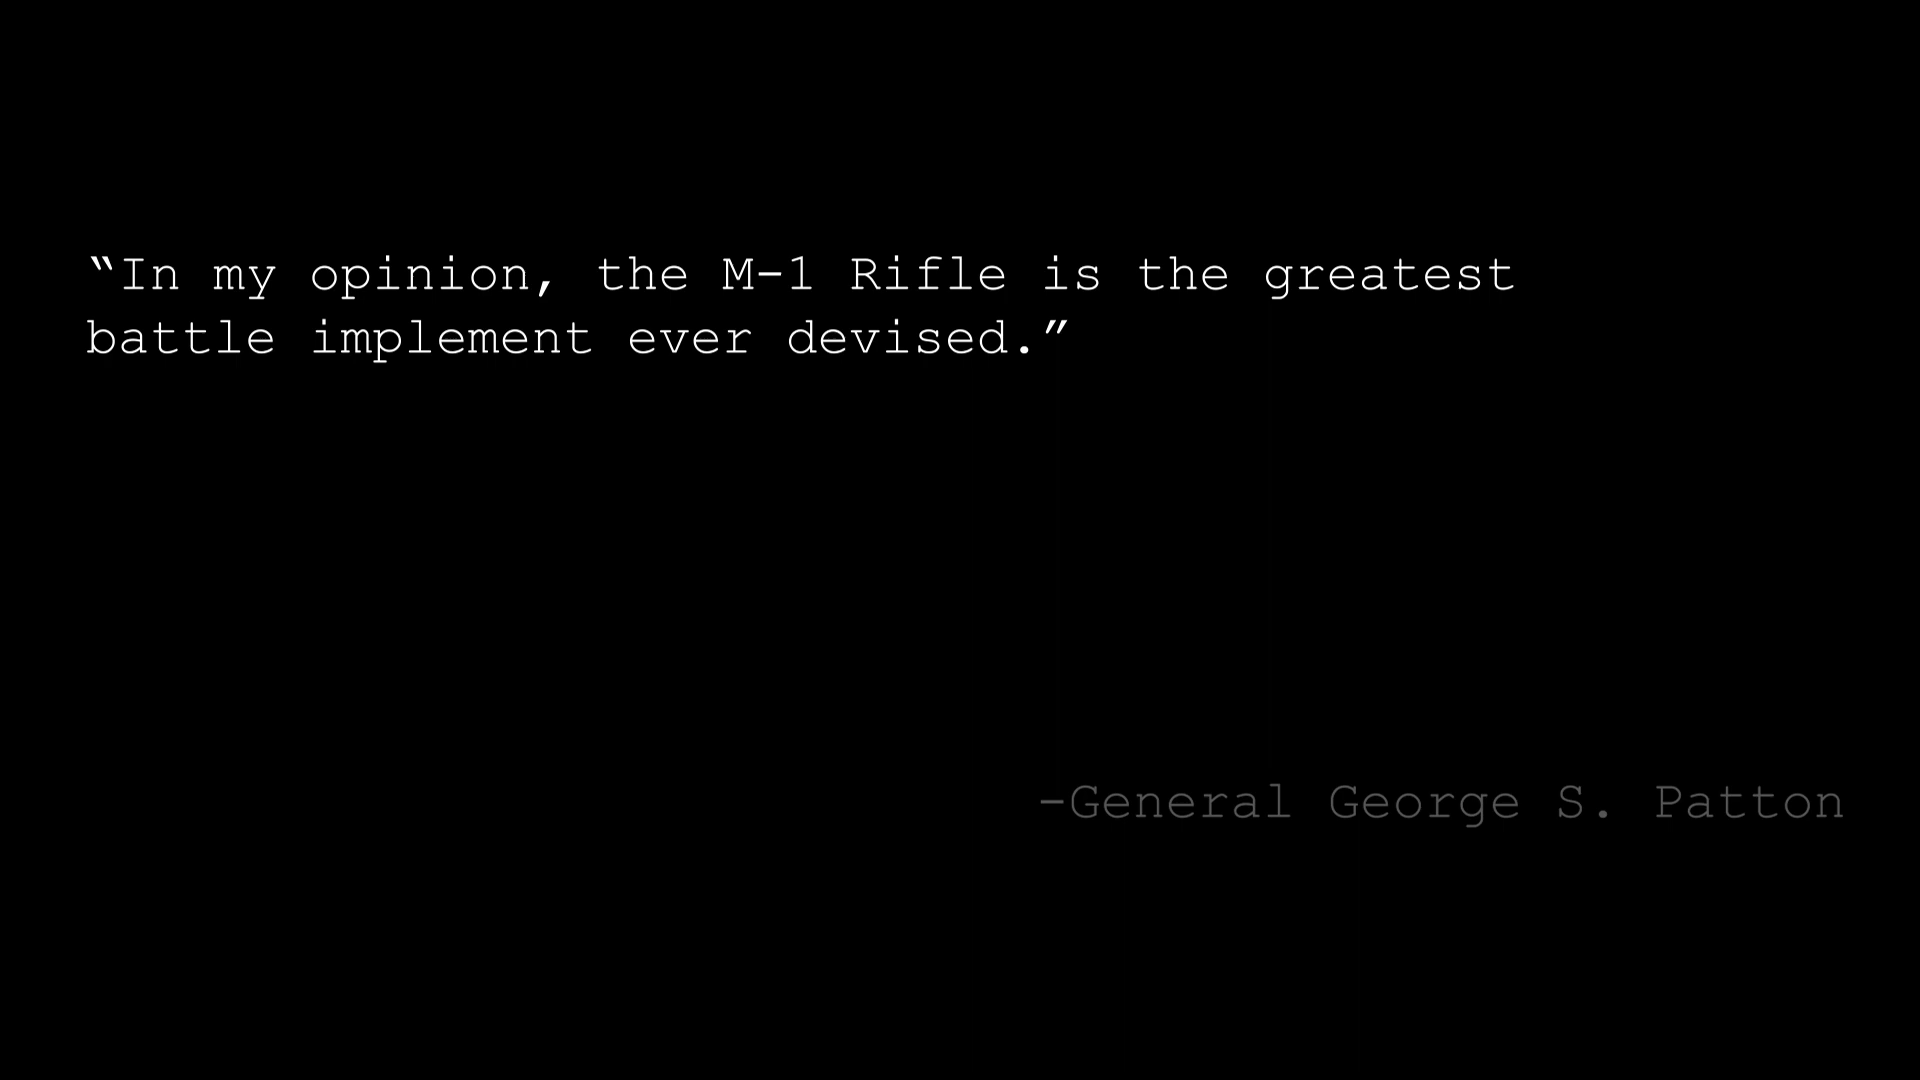 “In my opinion, the M-1 Rifle is the greatest
battle implement ever devised.”
-General George S. Patton